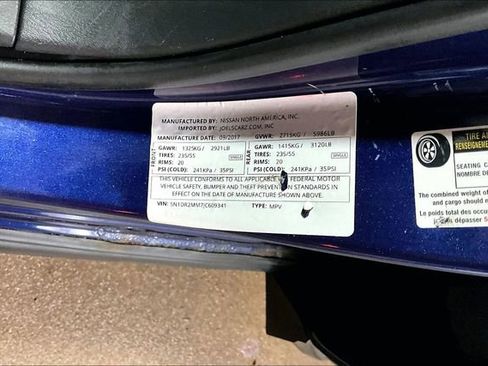 MANUFACTURED BY: NISSAN NORTH AMERICA, INC.
IMPORTED BY: JOELSCARZ.COM, INC
MANUFACTURE DATE: 09/2017 GVWR: 2715KG / 5986LB
FRONT
GAWR: 1325KG / 2921LB
TIRES: 235/55
RIMS: 20
PSI (COLD): 241KPA / 35PSI
REAR
GAWR: 1415KG / 3120LB
TIRES: 235/55
RIMS: 20
PSI (COLD): 241KPA / 35PSI
THIS VEHICLE CONFORMS TO ALL APPLICABLE FEDERAL MOTOR
VEHICLE SAFETY, BUMPER AND THEFT PREVENTION STANDARDS IN
EFFECT ON THE DATE OF MANUFACTURE SHOWN ABOVE.
VIN: 5N1DR2MM7JC609341 TYPE: MPV
TIRE A
RENSEIGNEMENT
SEATING CA
NOMBRE DE
The combined weight of
and cargo should ne
Le poids total des occu
jamais dépasser 5